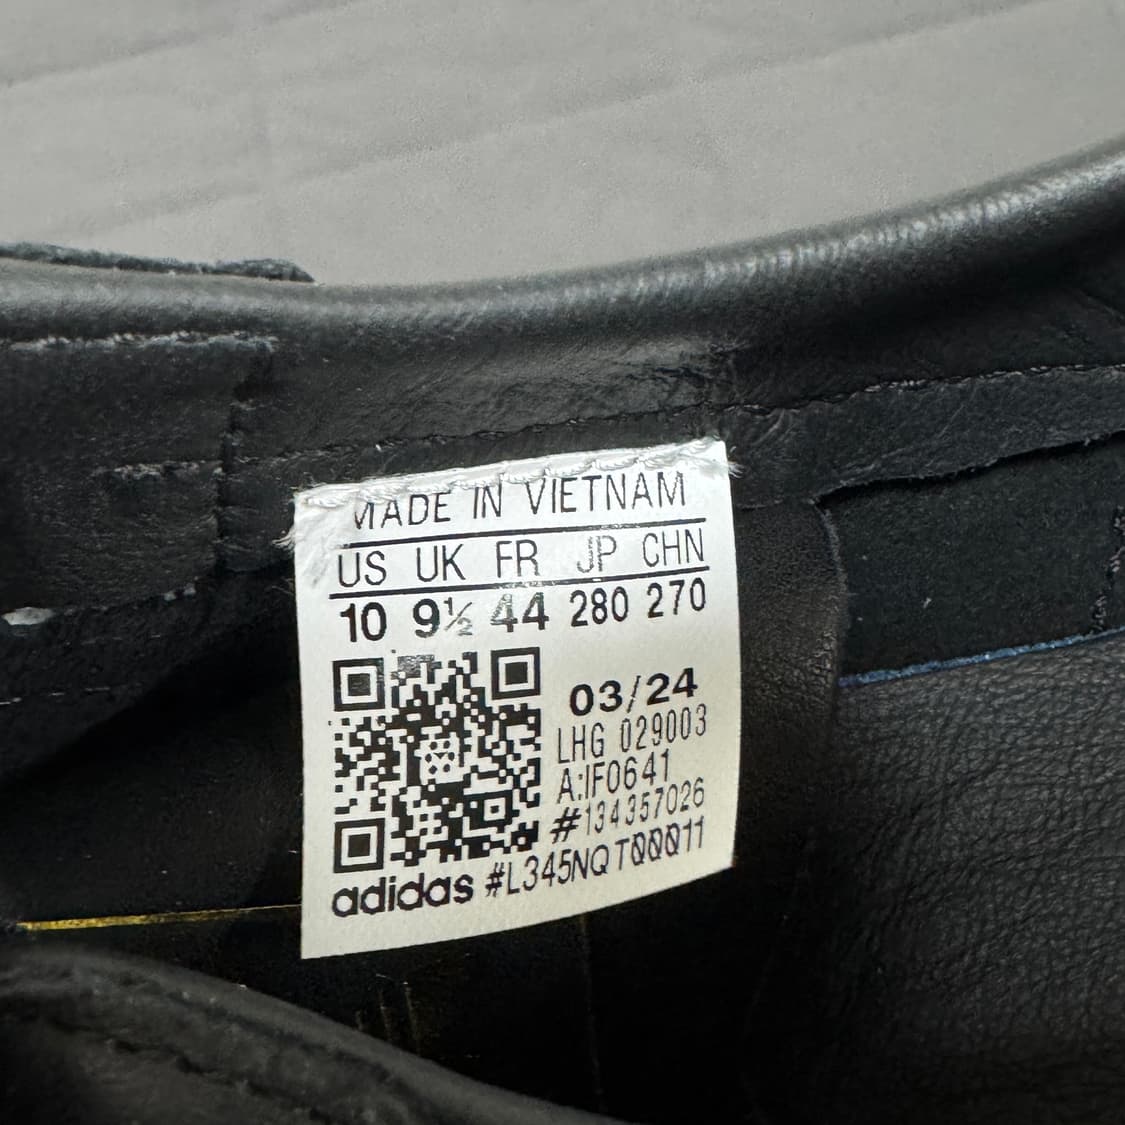 MADE IN VIETNAM
US UK FR JP CHN
10 9½ 44 280 270
03/24
LHG 029003
A:IF0641
#134357026
adidas #L345NQT00011